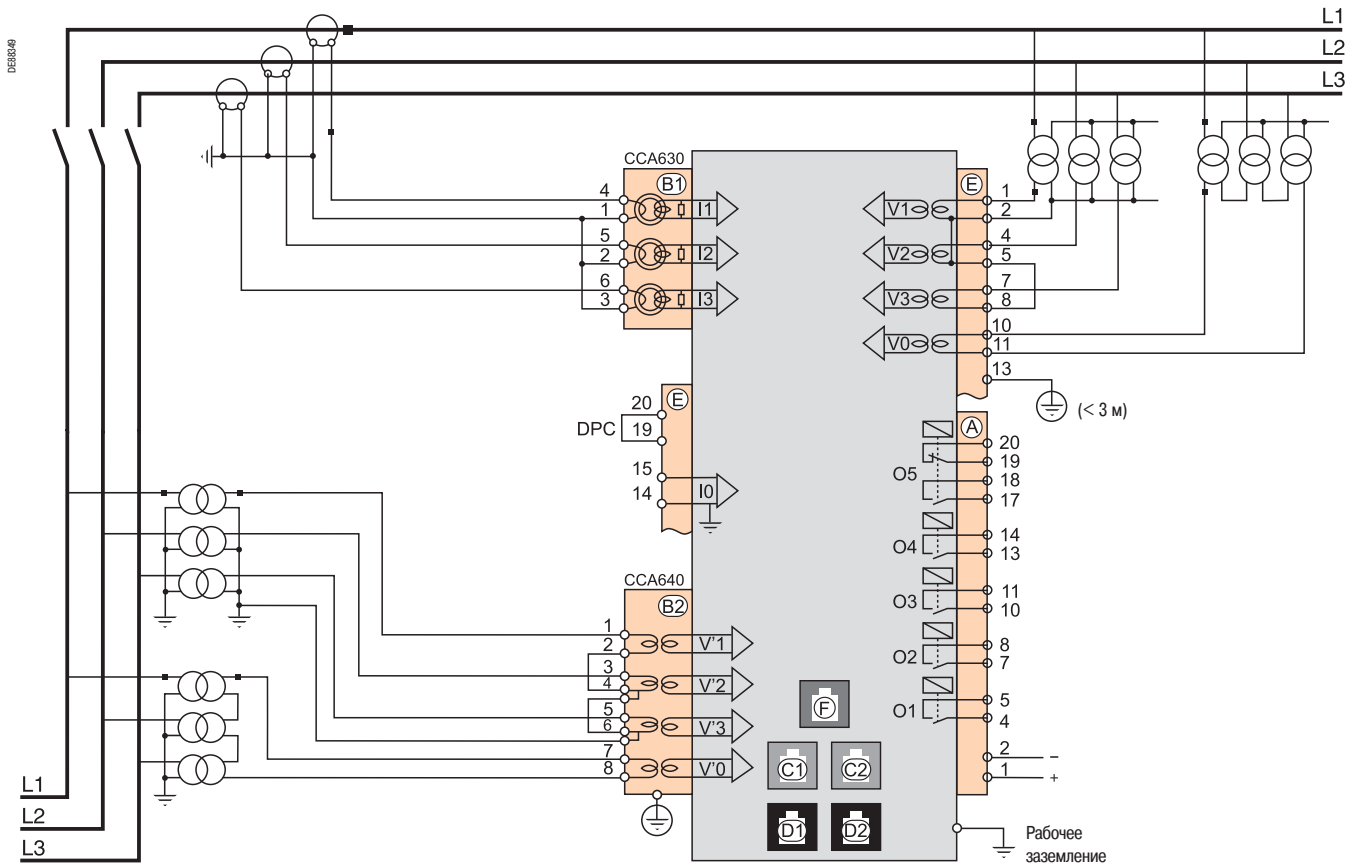 DE88349
L1
L2
L3
CCA630
B1
4
1
I1
5
2
I2
6
3
I3
E
V1
1
2
V2
4
5
V3
7
8
V0
10
11
13
(< 3 м)
E
20
DPC 19
15
14
I0
A
20
19
O5
18
17
14
O4
13
11
O3
10
8
O2
7
5
O1
4
2 −
1 +
CCA640
B2
1
2
V'1
3
4
V'2
5
6
V'3
7
8
V'0
F
C1 C2
D1 D2
L1
L2
L3
Рабочее
заземление